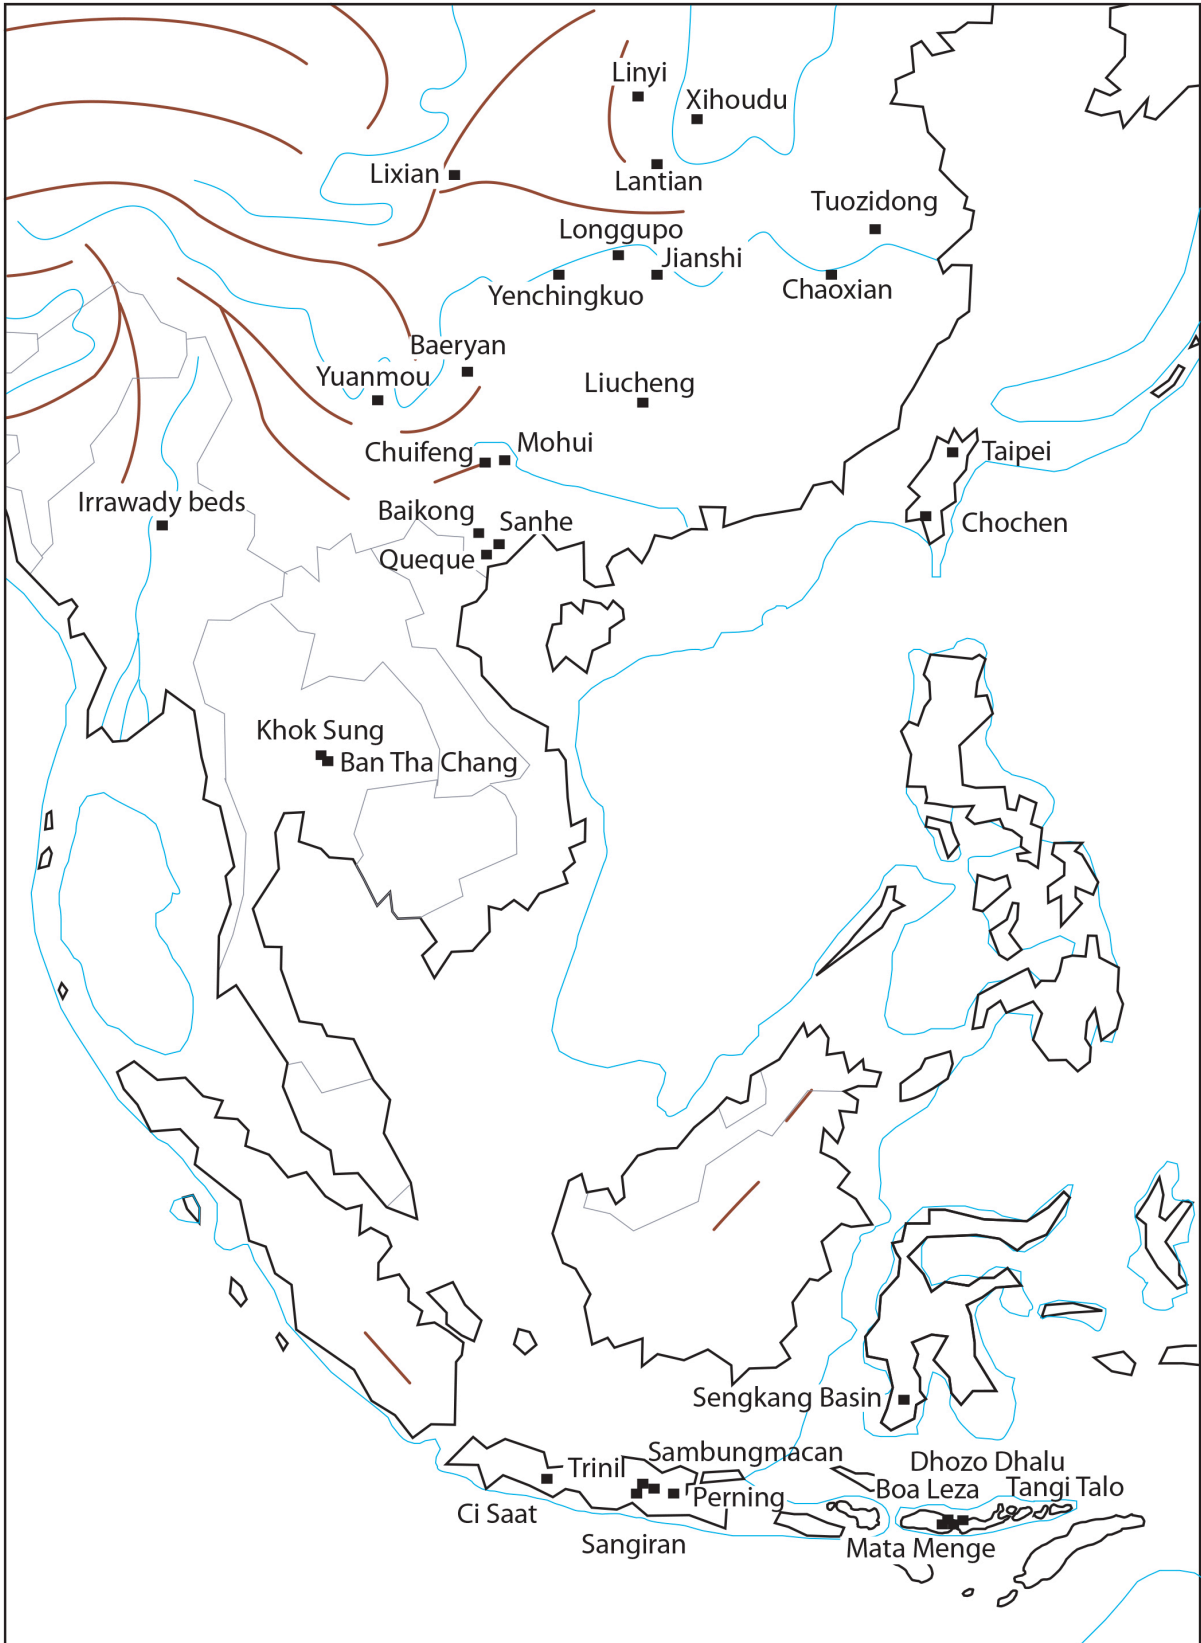 Linyi
Xihoudu
Lixian
Lantian
Tuozidong
Longgupo
Jianshi
Yenchingkuo
Chaoxian
Baeryan
Yuanmou
Liucheng
Chuifeng
Mohui
Taipei
Irrawady beds
Baikong
Sanhe
Chochen
Queque
Khok Sung
Ban Tha Chang
Sengkang Basin
Sambungmacan
Trinil
Dhozo Dhalu
Boa Leza
Tangi Talo
Perning
Ci Saat
Sangiran
Mata Menge